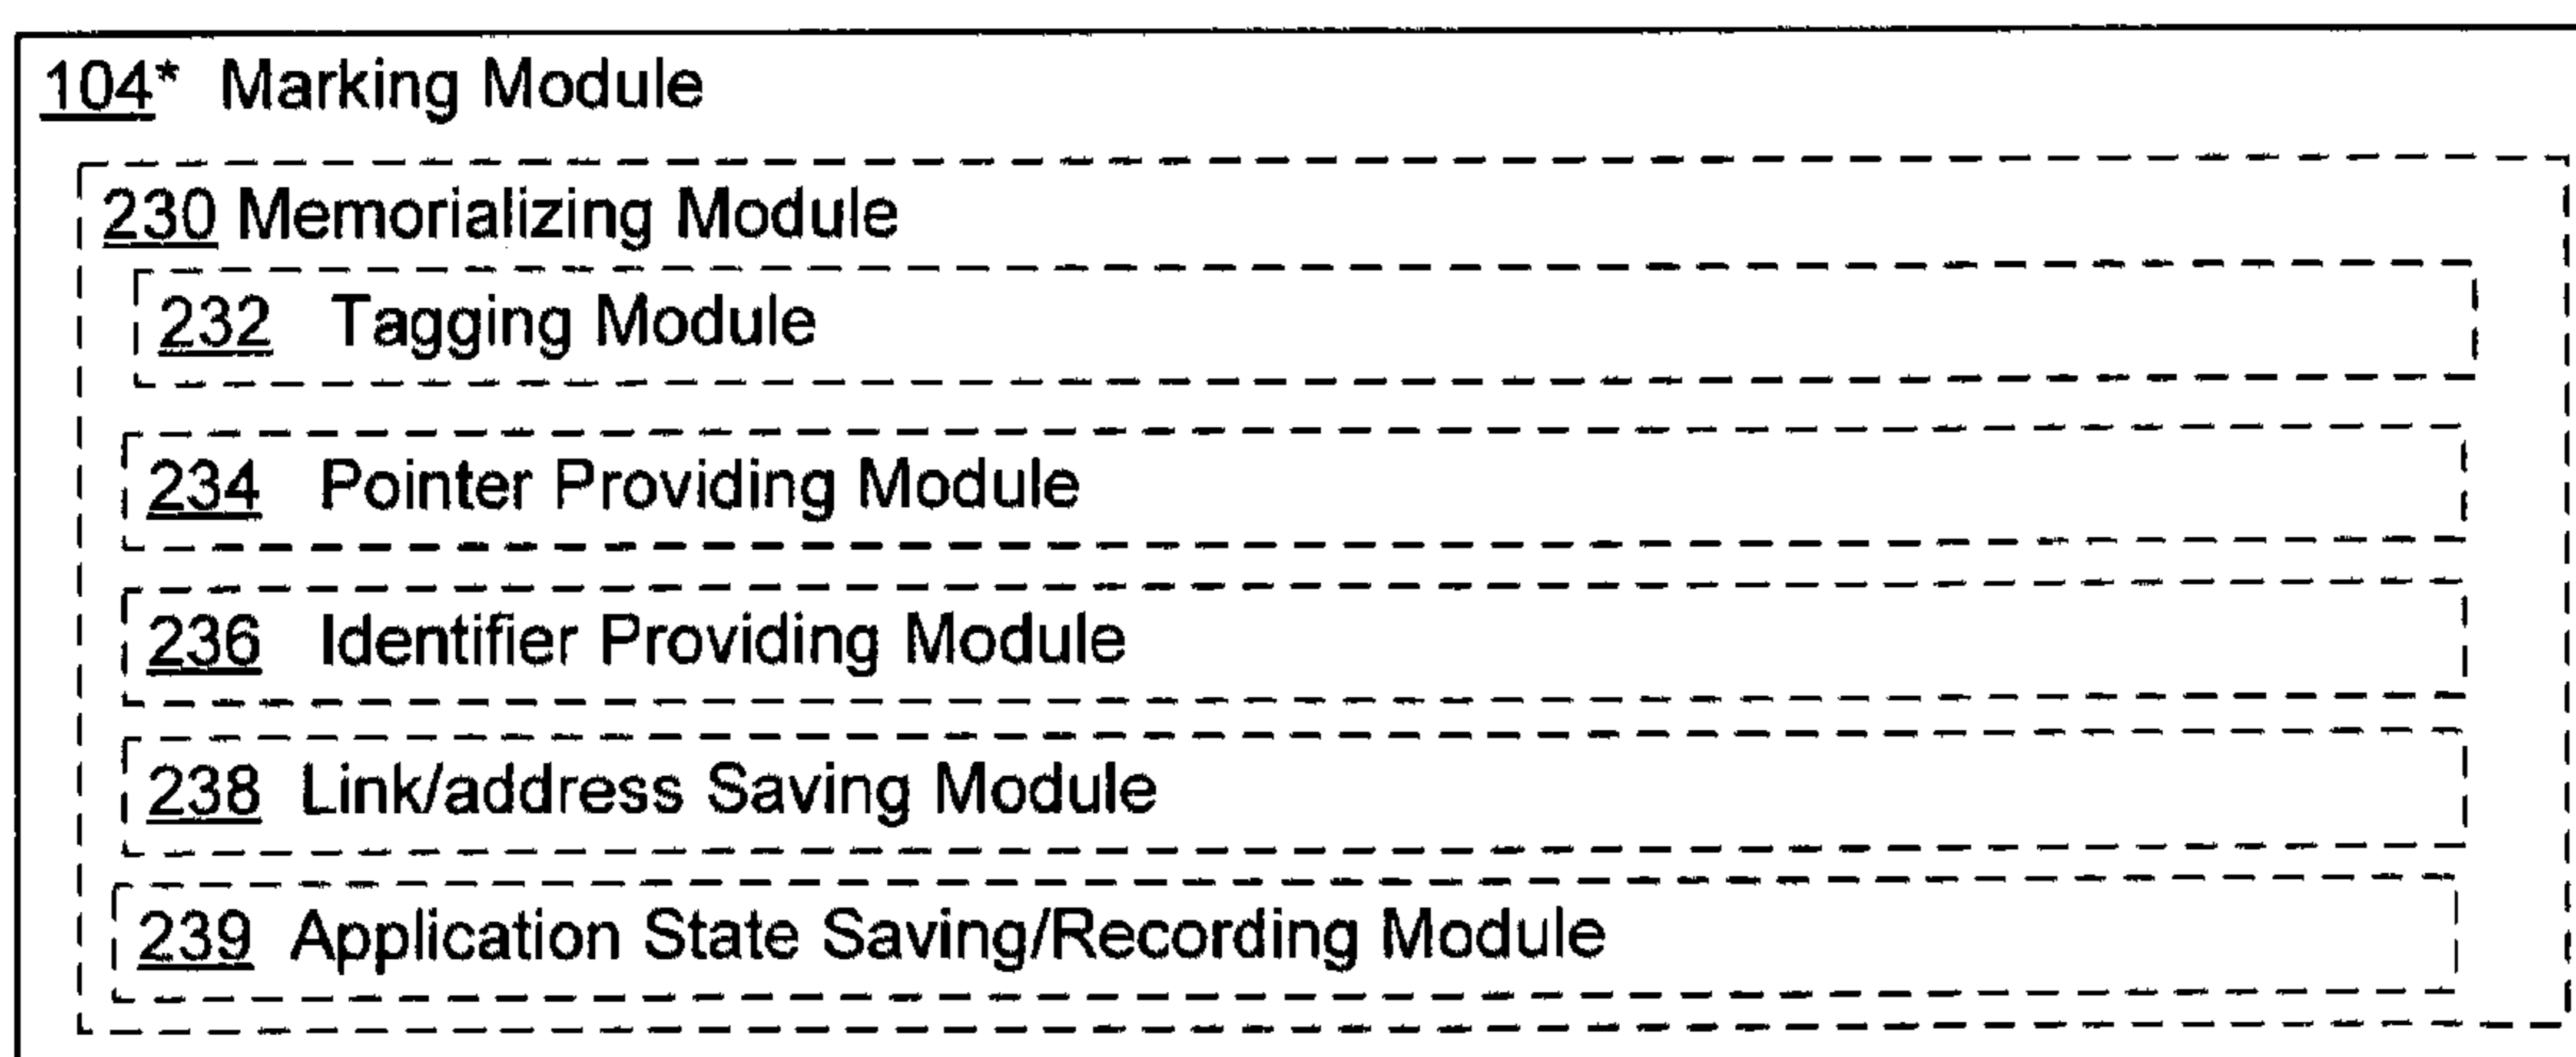 104* Marking Module
230 Memorializing Module
232 Tagging Module
234 Pointer Providing Module
236 Identifier Providing Module
238 Link/address Saving Module
239 Application State Saving/Recording Module